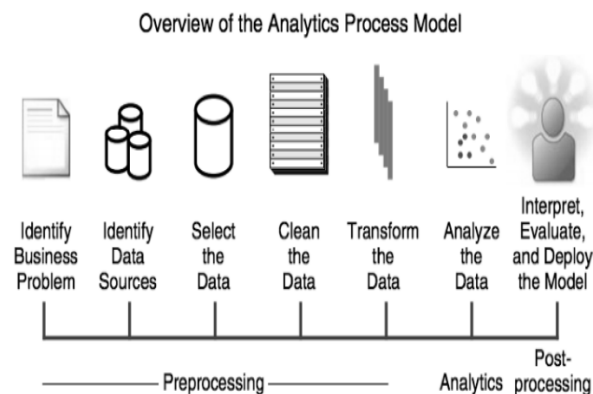 Overview of the Analytics Process Model
Identify
Business
Problem
Identify
Data
Sources
Select
the
Data
Clean
the
Data
Transform
the
Data
Analyze
the
Data
Interpret,
Evaluate,
and Deploy
the Model
Preprocessing
Analytics
Post-
processing